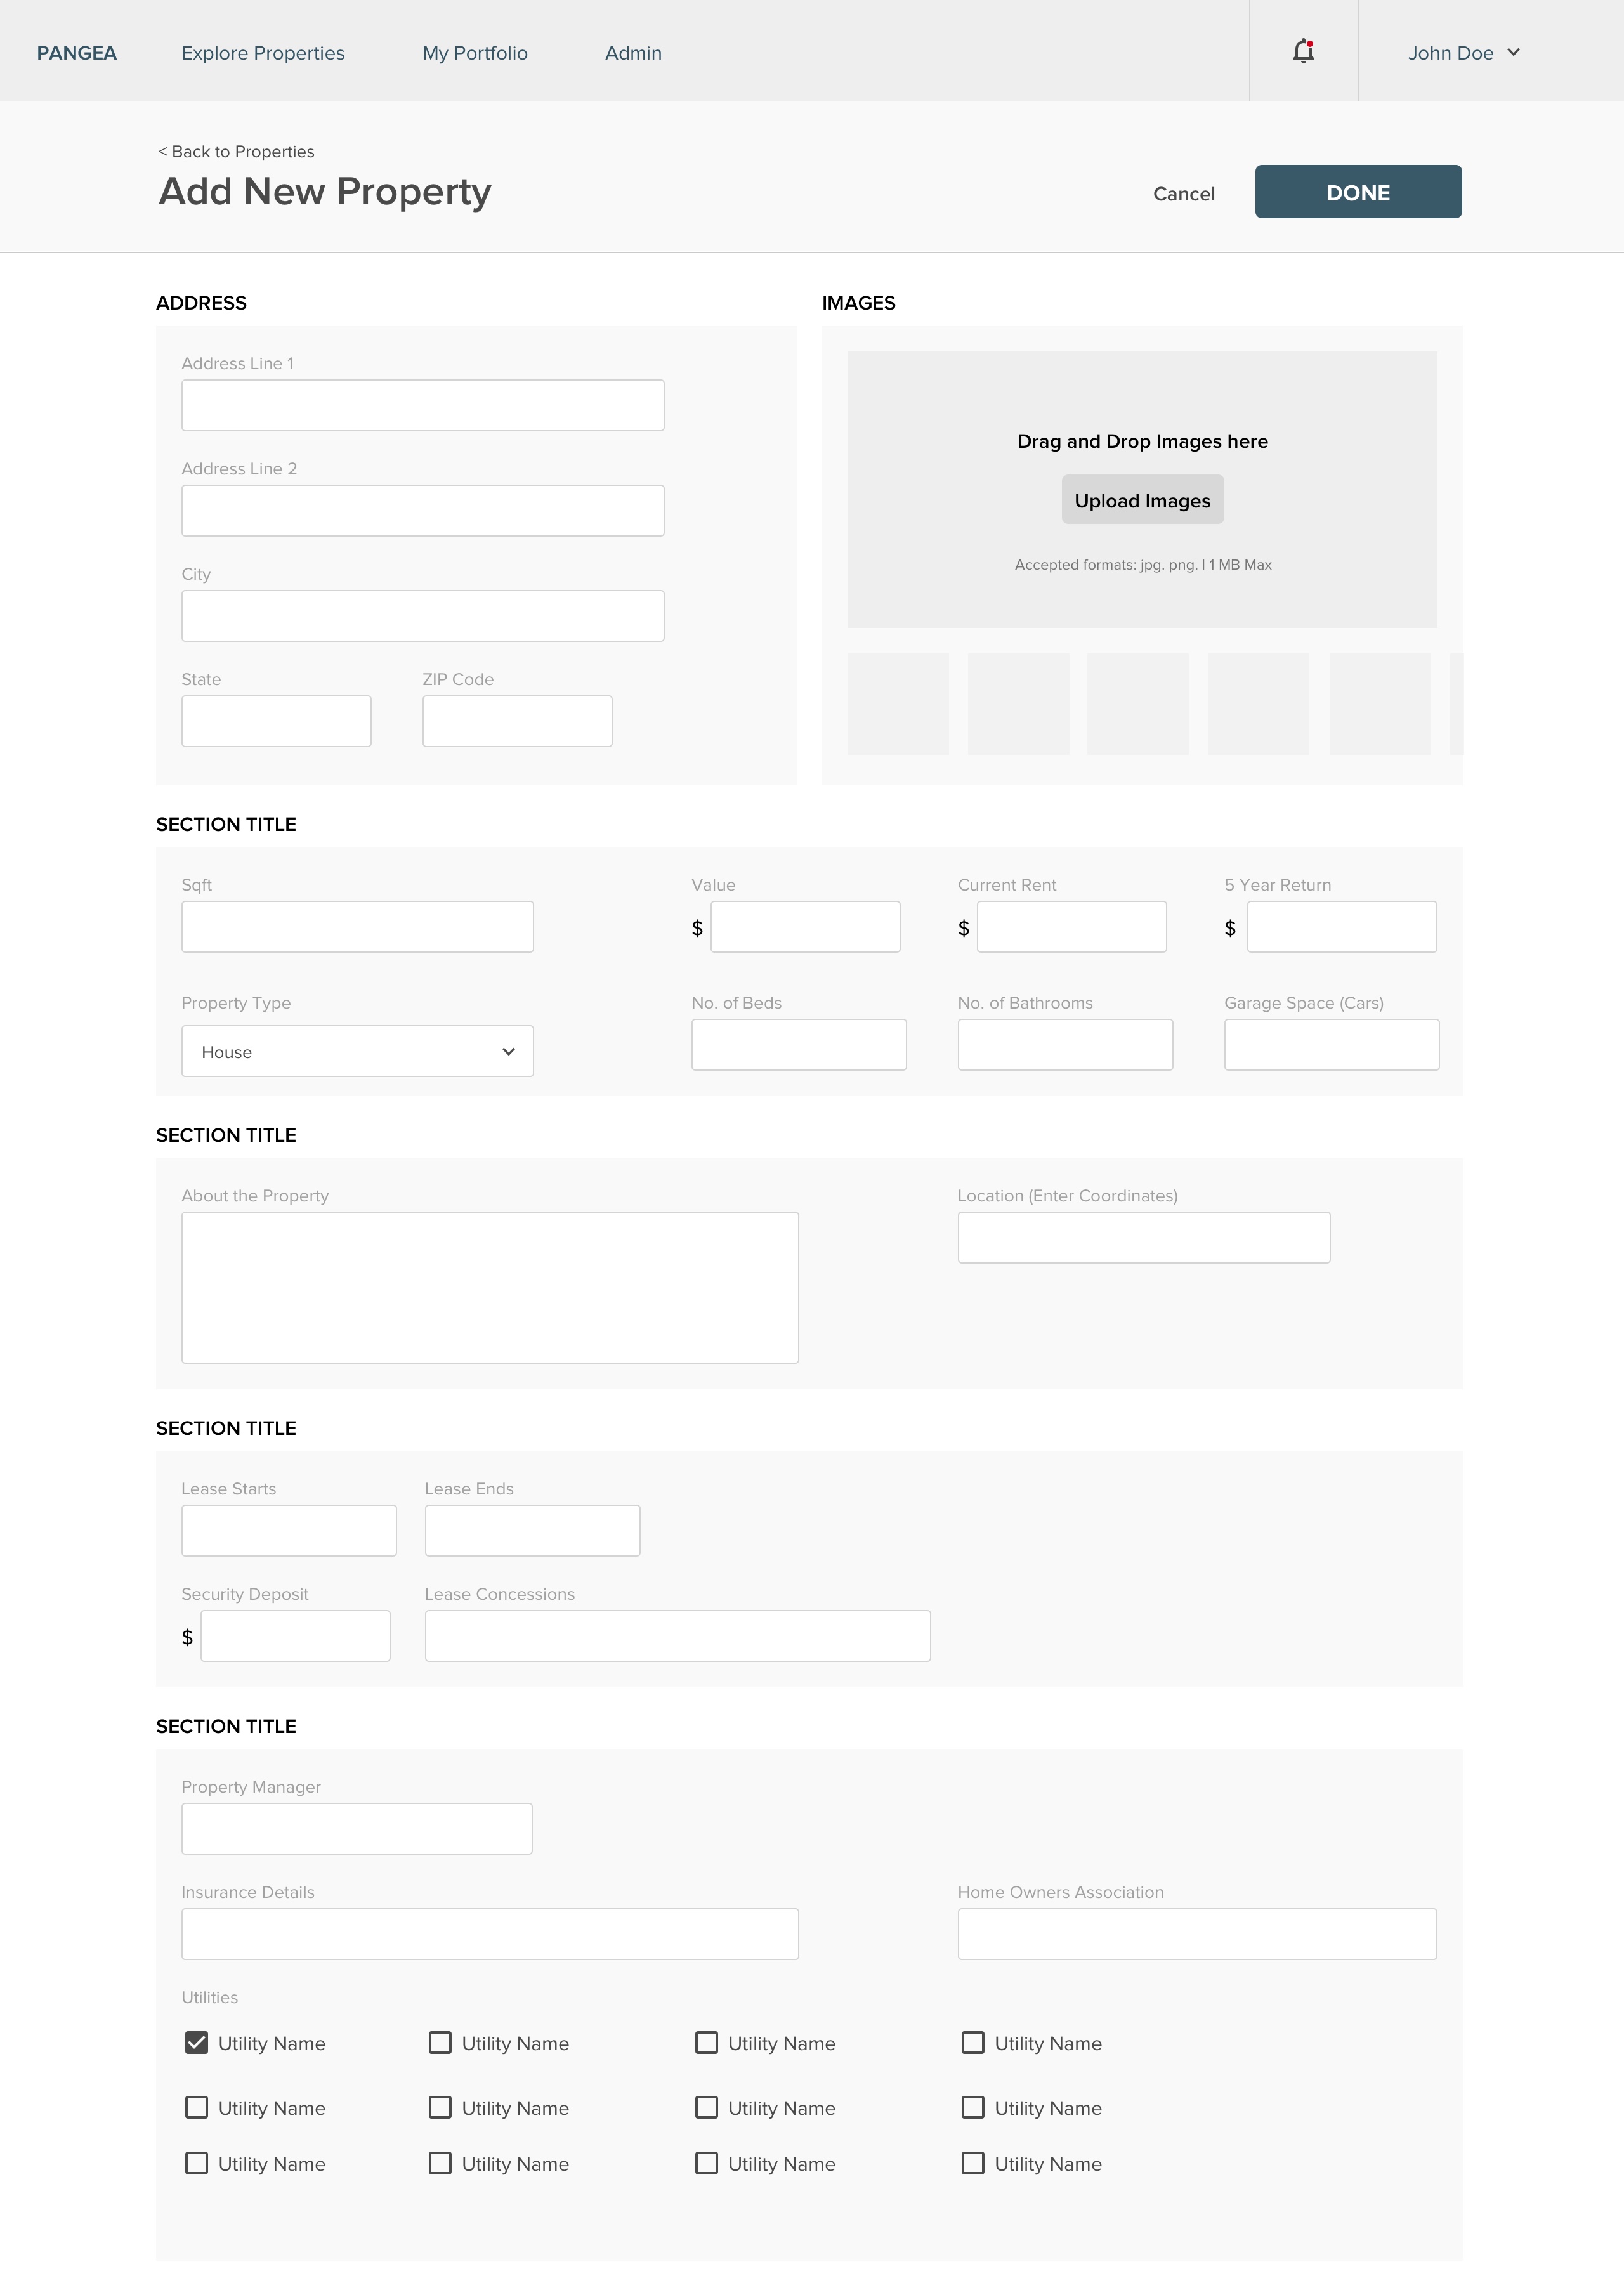 PANGEA Explore Properties My Portfolio Admin John Doe
< Back to Properties
Add New Property
Cancel DONE
ADDRESS
Address Line 1
Address Line 2
City
State ZIP Code
IMAGES
Drag and Drop Images here
Upload Images
Accepted formats: jpg. png. | 1 MB Max
SECTION TITLE
Sqft Value Current Rent 5 Year Return
$ $ $
Property Type No. of Beds No. of Bathrooms Garage Space (Cars)
House
SECTION TITLE
About the Property Location (Enter Coordinates)
SECTION TITLE
Lease Starts Lease Ends
Security Deposit Lease Concessions
$
SECTION TITLE
Property Manager
Insurance Details Home Owners Association
Utilities
Utility Name Utility Name Utility Name Utility Name
Utility Name Utility Name Utility Name Utility Name
Utility Name Utility Name Utility Name Utility Name